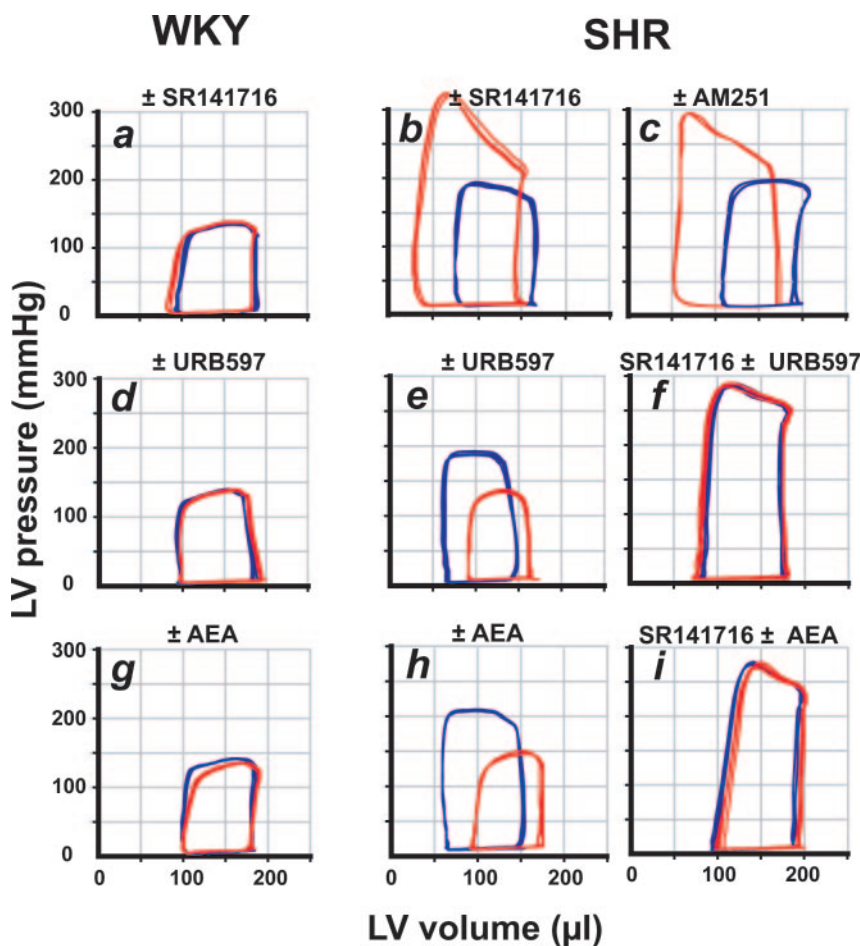 WKY SHR
± SR141716 ± SR141716 ± AM251
300 a b c
200
100
0
± URB597 ± URB597 SR141716 ± URB597
300 d e f
200
100
0
± AEA ± AEA SR141716 ± AEA
300 g h i
200
100
0
0 100 200 0 100 200 0 100 200
LV pressure (mmHg)
LV volume (µl)